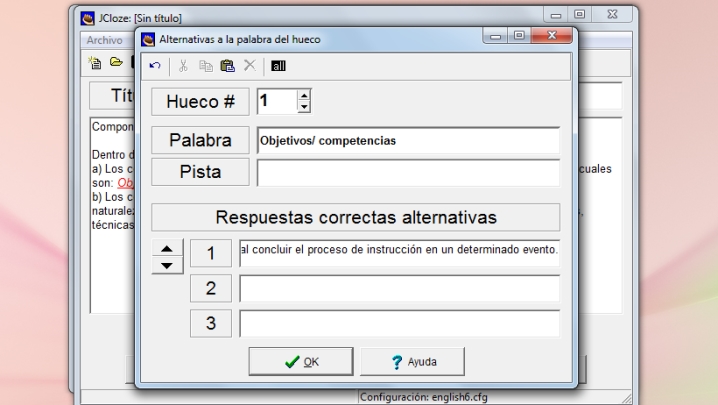 JCloze: [Sin título]
Archivo
Alternativas a la palabra del hueco
all
Tít
Hueco # 1
Compon
Palabra Objetivos/ competencias
Dentro d
a) Los c cuales
Pista
son: Obj
b) Los c
naturale
técnicas
Respuestas correctas alternativas
1 al concluir el proceso de instrucción en un determinado evento.
2
3
OK ? Ayuda
Configuración: english6.cfg